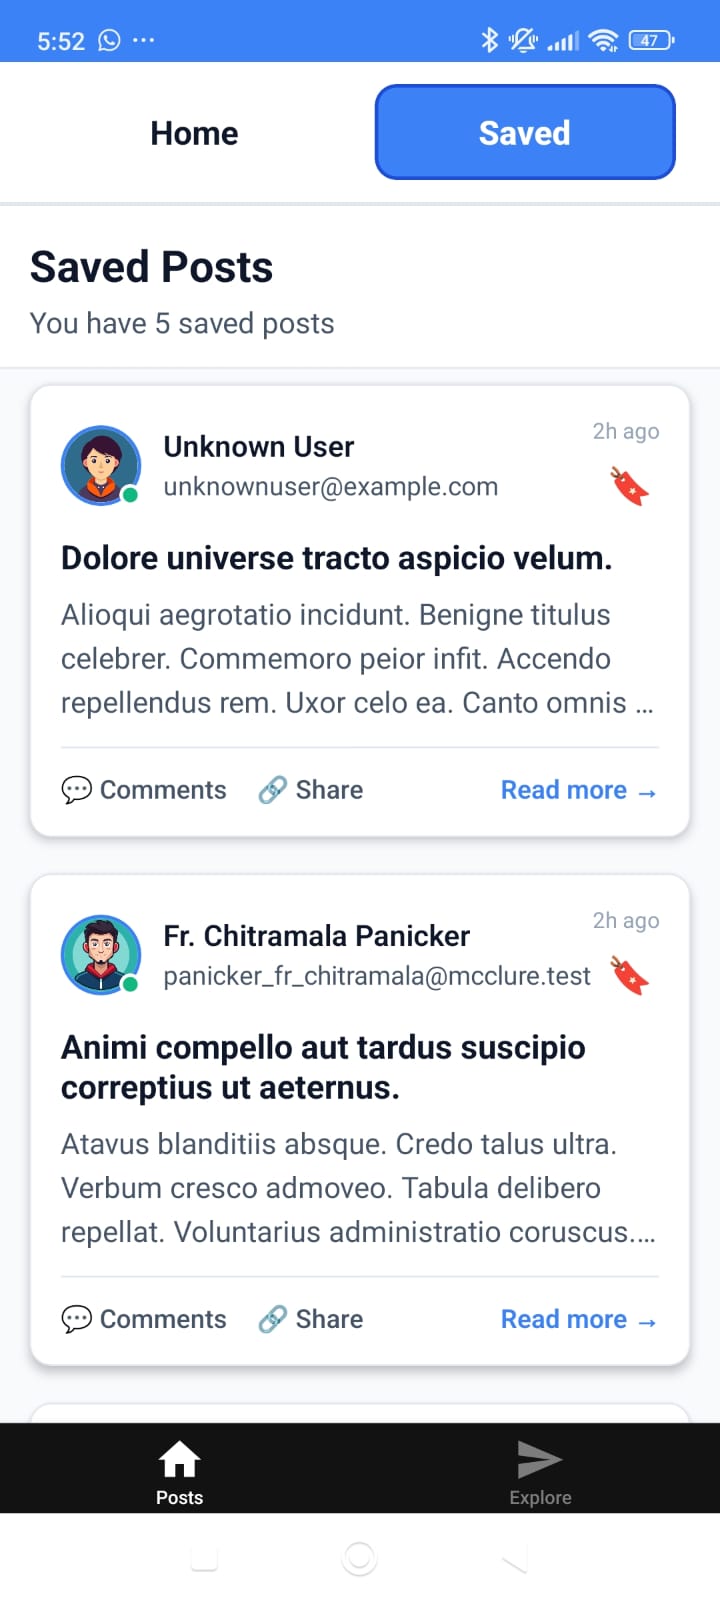 5:52
47
Home
Saved
Saved Posts
You have 5 saved posts
2h ago
Unknown User
unknownuser@example.com
Dolore universe tracto aspicio velum.
Alioqui aegrotatio incidunt. Benigne titulus
celebrer. Commemoro peior infit. Accendo
repellendus rem. Uxor celo ea. Canto omnis ...
💬 Comments 🔗 Share Read more →
2h ago
Fr. Chitramala Panicker
panicker_fr_chitramala@mcclure.test
Animi compello aut tardus suscipio
correptius ut aeternus.
Atavus blanditiis absque. Credo talus ultra.
Verbum cresco admoveo. Tabula delibero
repellat. Voluntarius administratio coruscus....
💬 Comments 🔗 Share Read more →
Posts
Explore